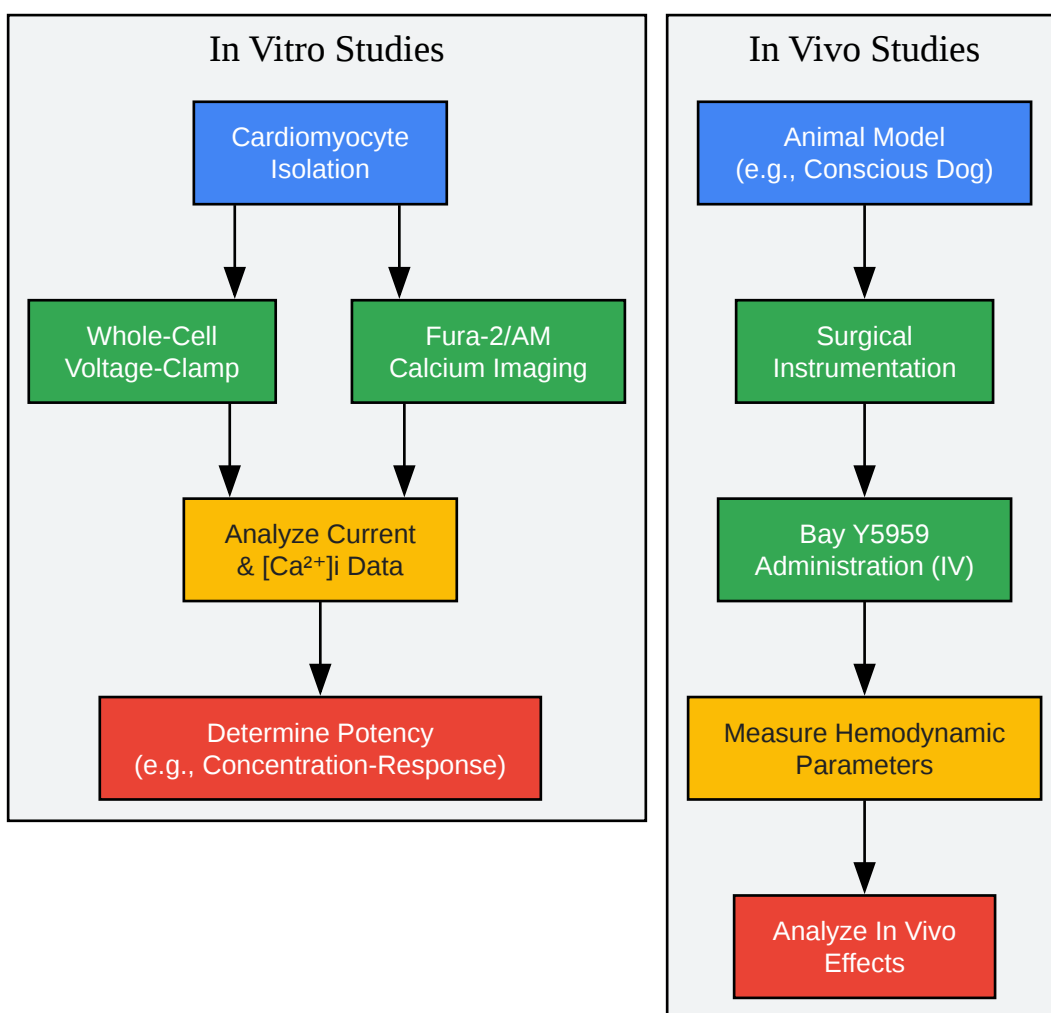 In Vitro Studies
Cardiomyocyte
Isolation
Whole-Cell
Voltage-Clamp
Fura-2/AM
Calcium Imaging
Analyze Current
& [Ca²⁺]i Data
Determine Potency
(e.g., Concentration-Response)
In Vivo Studies
Animal Model
(e.g., Conscious Dog)
Surgical
Instrumentation
Bay Y5959
Administration (IV)
Measure Hemodynamic
Parameters
Analyze In Vivo
Effects